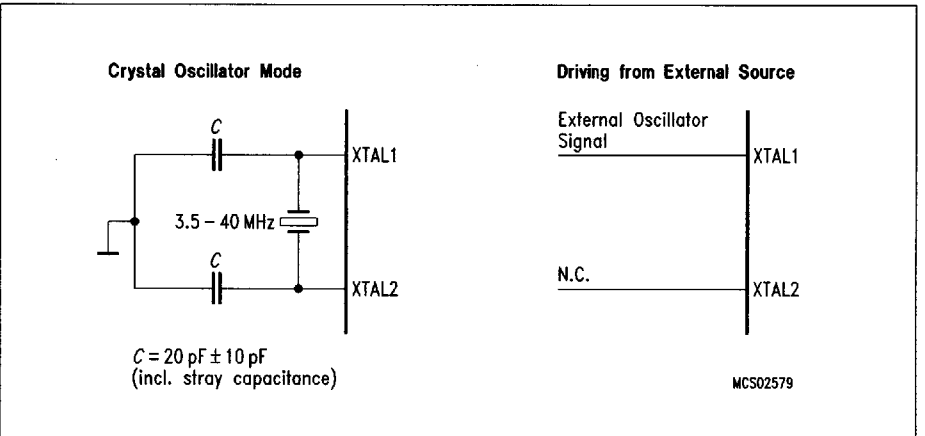 Crystal Oscillator Mode
C
XTAL1
3.5 – 40 MHz
C
XTAL2
C = 20 pF ± 10 pF
(incl. stray capacitance)
Driving from External Source
External Oscillator
Signal
XTAL1
N.C.
XTAL2
MCS02579